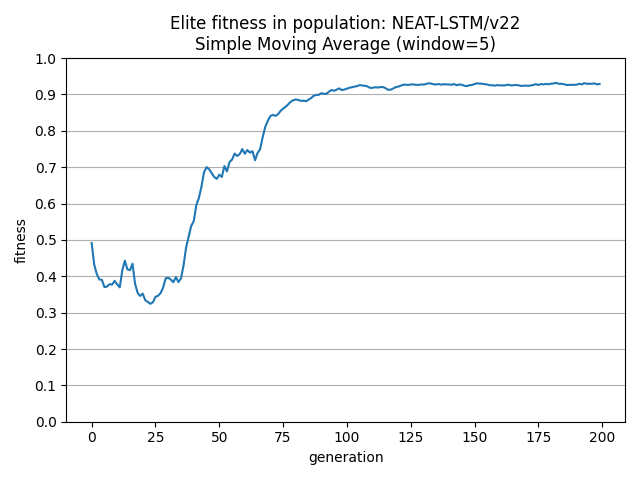 Elite fitness in population: NEAT-LSTM/v22
Simple Moving Average (window=5)
1.0
0.9
0.8
0.7
0.6
0.5
0.4
0.3
0.2
0.1
0.0
fitness
0 25 50 75 100 125 150 175 200
generation